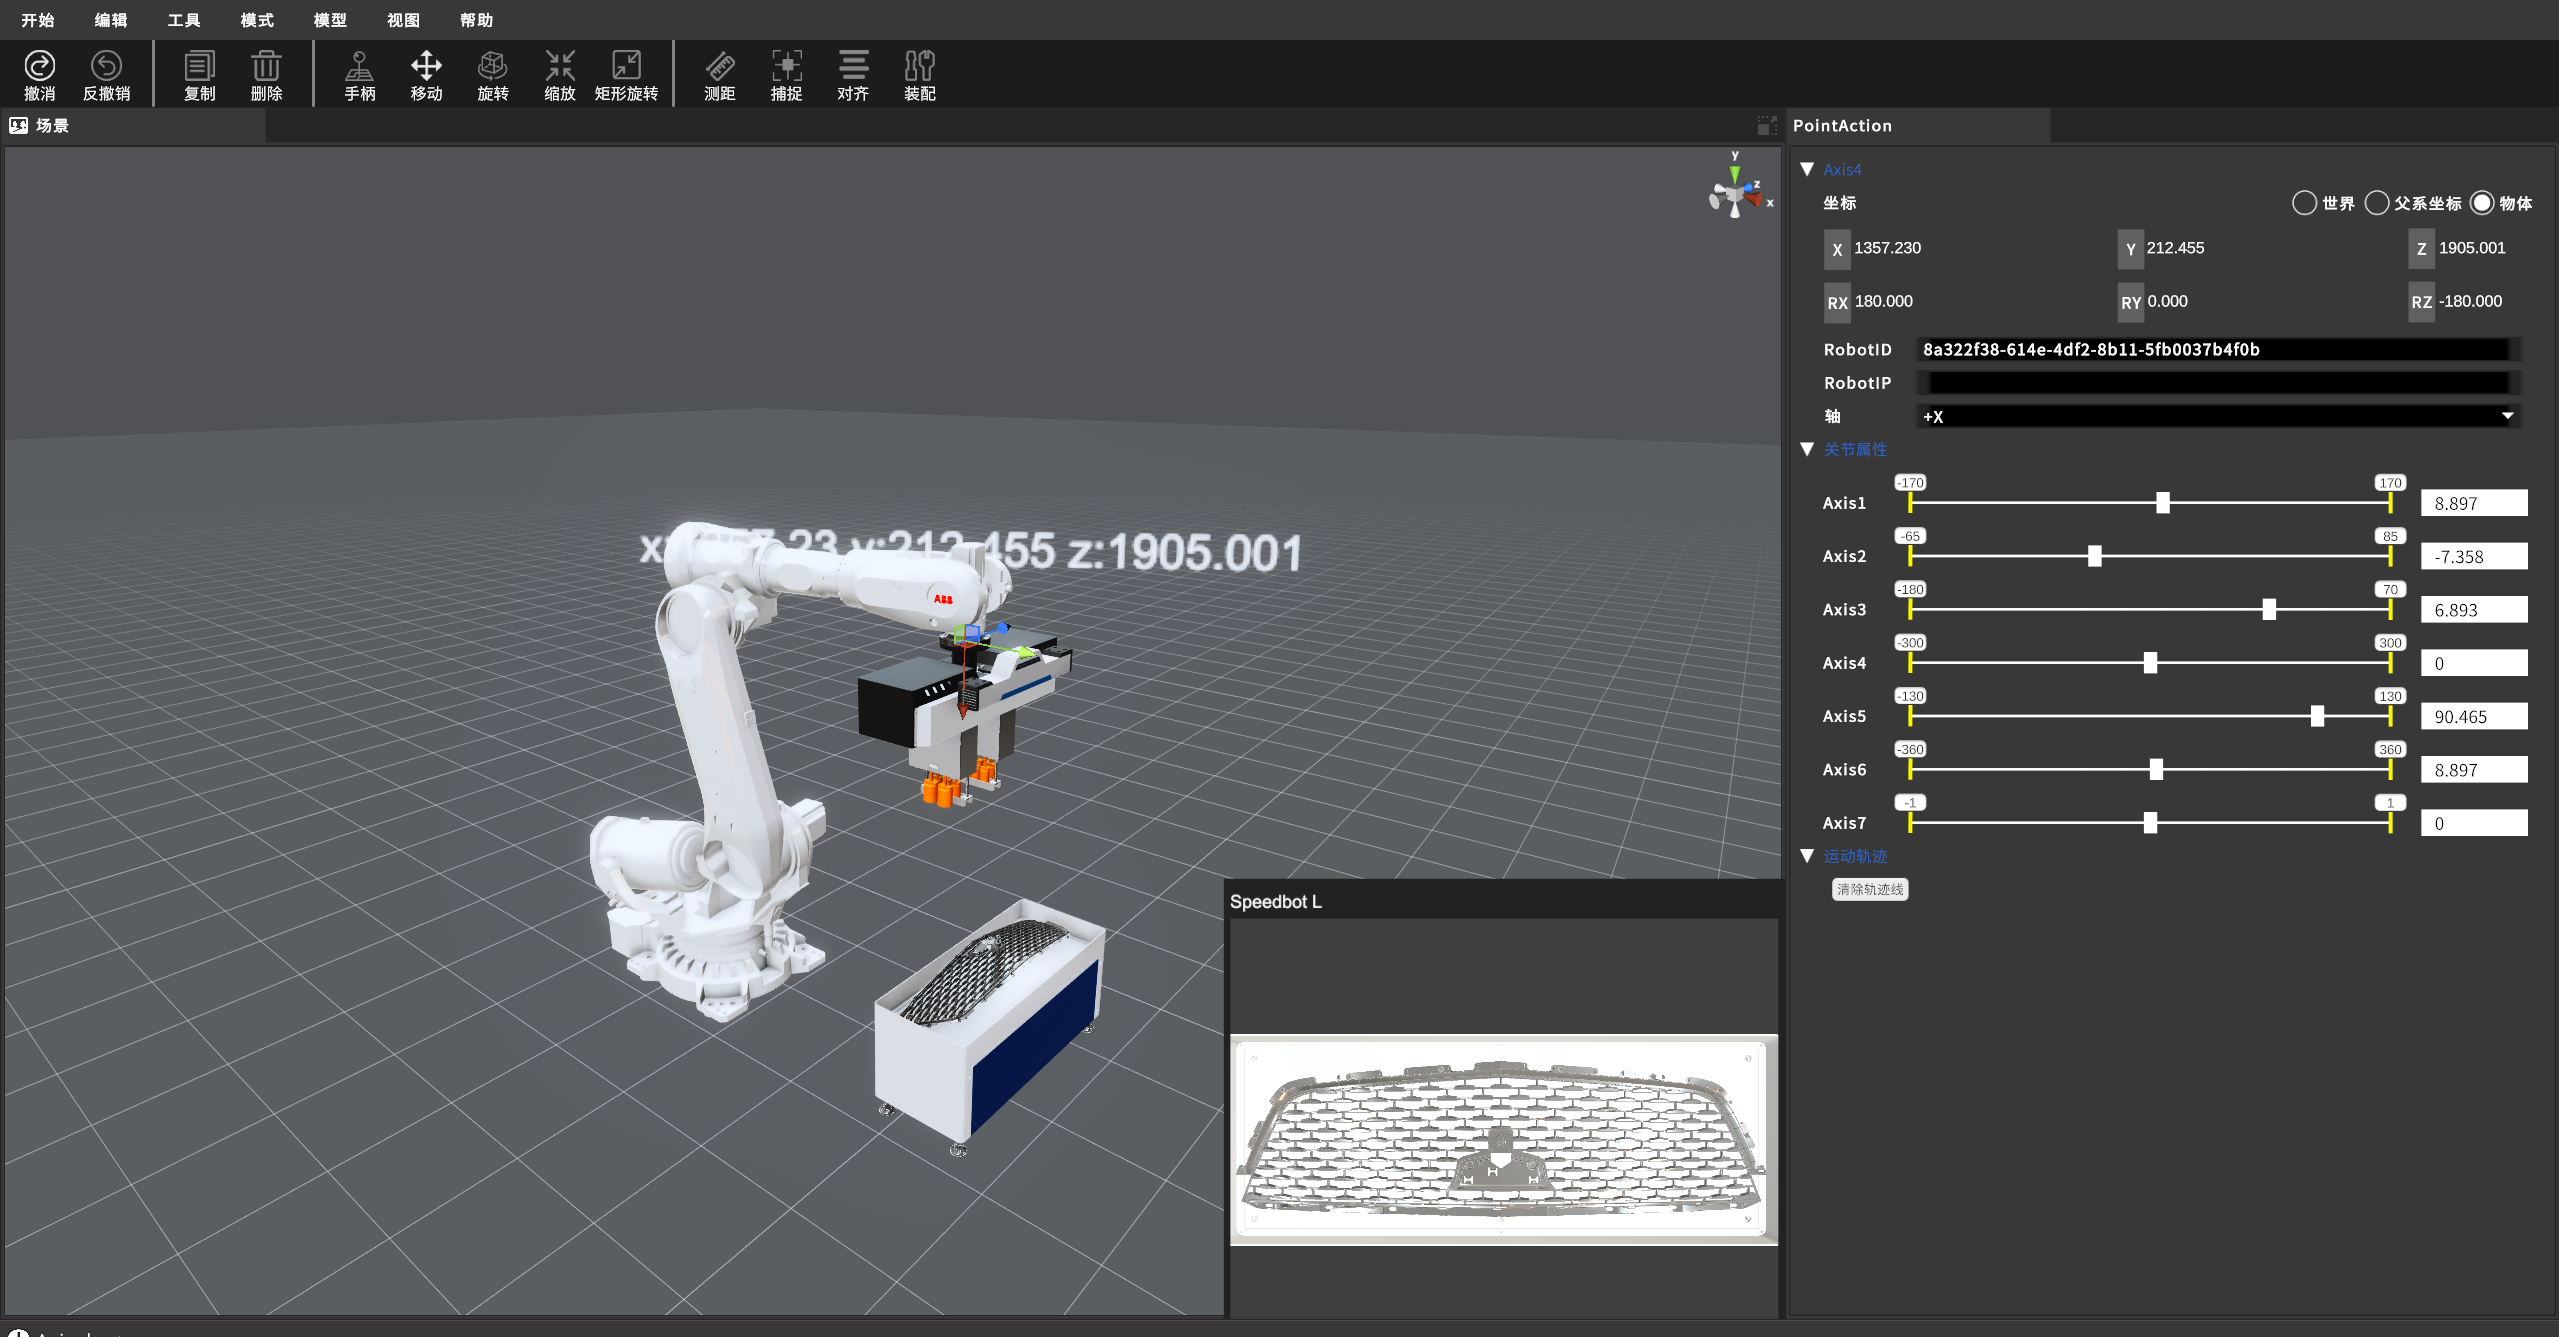 开始 编辑 工具 模式 模型 视图 帮助
撤消 反撤销 复制 删除 手柄 移动 旋转 缩放 矩形旋转 测距 捕捉 对齐 装配
场景
PointAction
y
z
x
Axis4
坐标 世界 父系坐标 物体
X 1357.230 Y 212.455 Z 1905.001
RX 180.000 RY 0.000 RZ -180.000
RobotID 8a322f38-614e-4df2-8b11-5fb0037b4f0b
RobotIP
轴 +X
关节属性
-170 170
Axis1 8.897
-65 85
Axis2 -7.358
-180 70
Axis3 6.893
-300 300
Axis4 0
-130 130
Axis5 90.465
-360 360
Axis6 8.897
-1 1
Axis7 0
运动轨迹
清除轨迹线
23 y:212.455 z:1905.001
ABB
Speedbot L